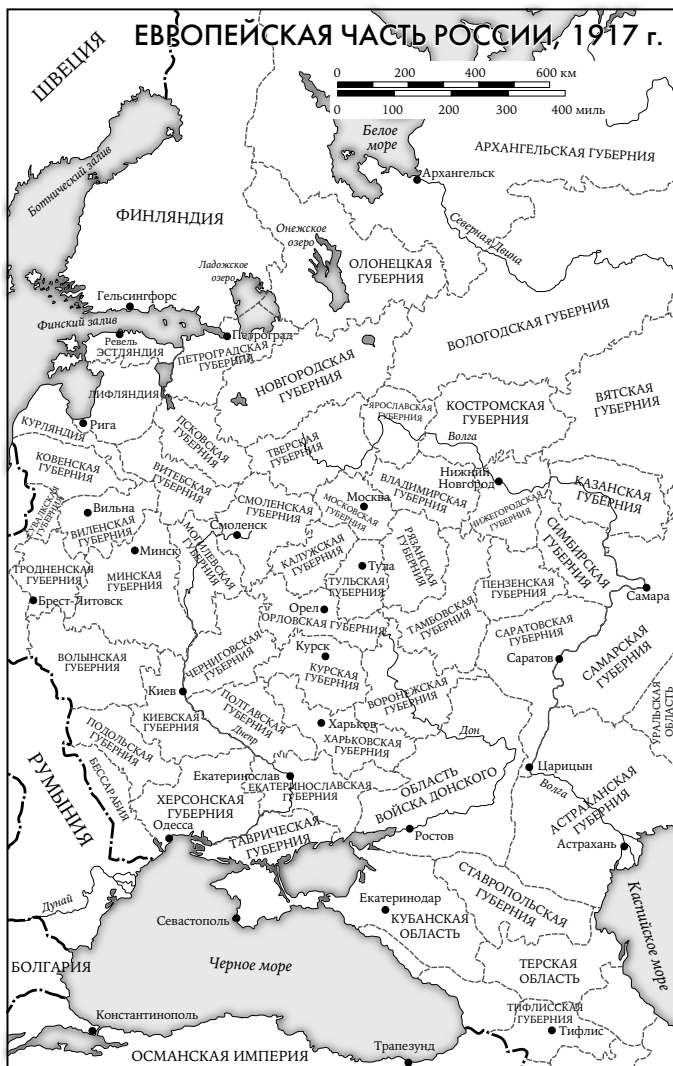 ЕВРОПЕЙСКАЯ ЧАСТЬ РОССИИ, 1917 г.
ШВЕЦИЯ
0 200 400 600 км
0 100 200 300 400 миль
Белое
море
АРХАНГЕЛЬСКАЯ ГУБЕРНИЯ
Архангельск
Ботнический залив
ФИНЛЯНДИЯ
Онежское
озеро
Северная Двина
Ладожское
озеро
ОЛОНЕЦКАЯ
ГУБЕРНИЯ
Гельсингфорс
Финский залив
Ревель
ЭСТЛЯНДИЯ
Петроград
ПЕТРОГРАДСКАЯ
ГУБЕРНИЯ
ВОЛОГОДСКАЯ ГУБЕРНИЯ
НОВГОРОДСКАЯ
ГУБЕРНИЯ
ЛИФЛЯНДИЯ
ЯРОСЛАВСКАЯ
ГУБЕРНИЯ
КОСТРОМСКАЯ
ГУБЕРНИЯ
ВЯТСКАЯ
ГУБЕРНИЯ
Рига
КУРЛЯНДИЯ
ПСКОВСКАЯ
ГУБЕРНИЯ
ТВЕРСКАЯ
ГУБЕРНИЯ
Волга
КОВЕНСКАЯ
ГУБЕРНИЯ
ВИТЕБСКАЯ
ГУБЕРНИЯ
Нижний
Новгород
КАЗАНСКАЯ
ГУБЕРНИЯ
СУВАЛКСКАЯ
ГУБЕРНИЯ
Вильна
ВИЛЕНСКАЯ
ГУБЕРНИЯ
СМОЛЕНСКАЯ
ГУБЕРНИЯ
Смоленск
Москва
МОСКОВСКАЯ
ГУБЕРНИЯ
ВЛАДИМИРСКАЯ
ГУБЕРНИЯ
НИЖЕГОРОДСКАЯ
ГУБЕРНИЯ
СИМБИРСКАЯ
ГУБЕРНИЯ
Минск
МИНСКАЯ
ГУБЕРНИЯ
МОГИЛЕВСКАЯ
ГУБЕРНИЯ
КАЛУЖСКАЯ
ГУБЕРНИЯ
Тула
ТУЛЬСКАЯ
ГУБЕРНИЯ
РЯЗАНСКАЯ
ГУБЕРНИЯ
ГРОДНЕНСКАЯ
ГУБЕРНИЯ
Брест-Литовск
ПЕНЗЕНСКАЯ
ГУБЕРНИЯ
Самара
Орел
ОРЛОВСКАЯ ГУБЕРНИЯ
ТАМБОВСКАЯ
ГУБЕРНИЯ
САРАТОВСКАЯ
ГУБЕРНИЯ
Саратов
САМАРСКАЯ
ГУБЕРНИЯ
ВОЛЫНСКАЯ
ГУБЕРНИЯ
ЧЕРНИГОВСКАЯ
ГУБЕРНИЯ
Курск
КУРСКАЯ
ГУБЕРНИЯ
ВОРОНЕЖСКАЯ
ГУБЕРНИЯ
УРАЛЬСКАЯ
ОБЛАСТЬ
Киев
КИЕВСКАЯ
ГУБЕРНИЯ
ПОЛТАВСКАЯ
ГУБЕРНИЯ
Днепр
Харьков
ХАРЬКОВСКАЯ
ГУБЕРНИЯ
Дон
ПОДОЛЬСКАЯ
ГУБЕРНИЯ
БЕССАРАБИЯ
РУМЫНИЯ
Екатеринослав
ЕКАТЕРИНОСЛАВСКАЯ
ГУБЕРНИЯ
ОБЛАСТЬ
ВОЙСКА ДОНСКОГО
Царицын
Волга
АСТРАХАНСКАЯ
ГУБЕРНИЯ
ХЕРСОНСКАЯ
ГУБЕРНИЯ
Одесса
ТАВРИЧЕСКАЯ
ГУБЕРНИЯ
Ростов
Астрахань
Дунай
Севастополь
Екатеринодар
КУБАНСКАЯ
ОБЛАСТЬ
СТАВРОПОЛЬСКАЯ
ГУБЕРНИЯ
Каспийское море
БОЛГАРИЯ
Черное море
ТЕРСКАЯ
ОБЛАСТЬ
Константинополь
ТИФЛИССКАЯ
ГУБЕРНИЯ
Тифлис
ОСМАНСКАЯ ИМПЕРИЯ
Трапезунд